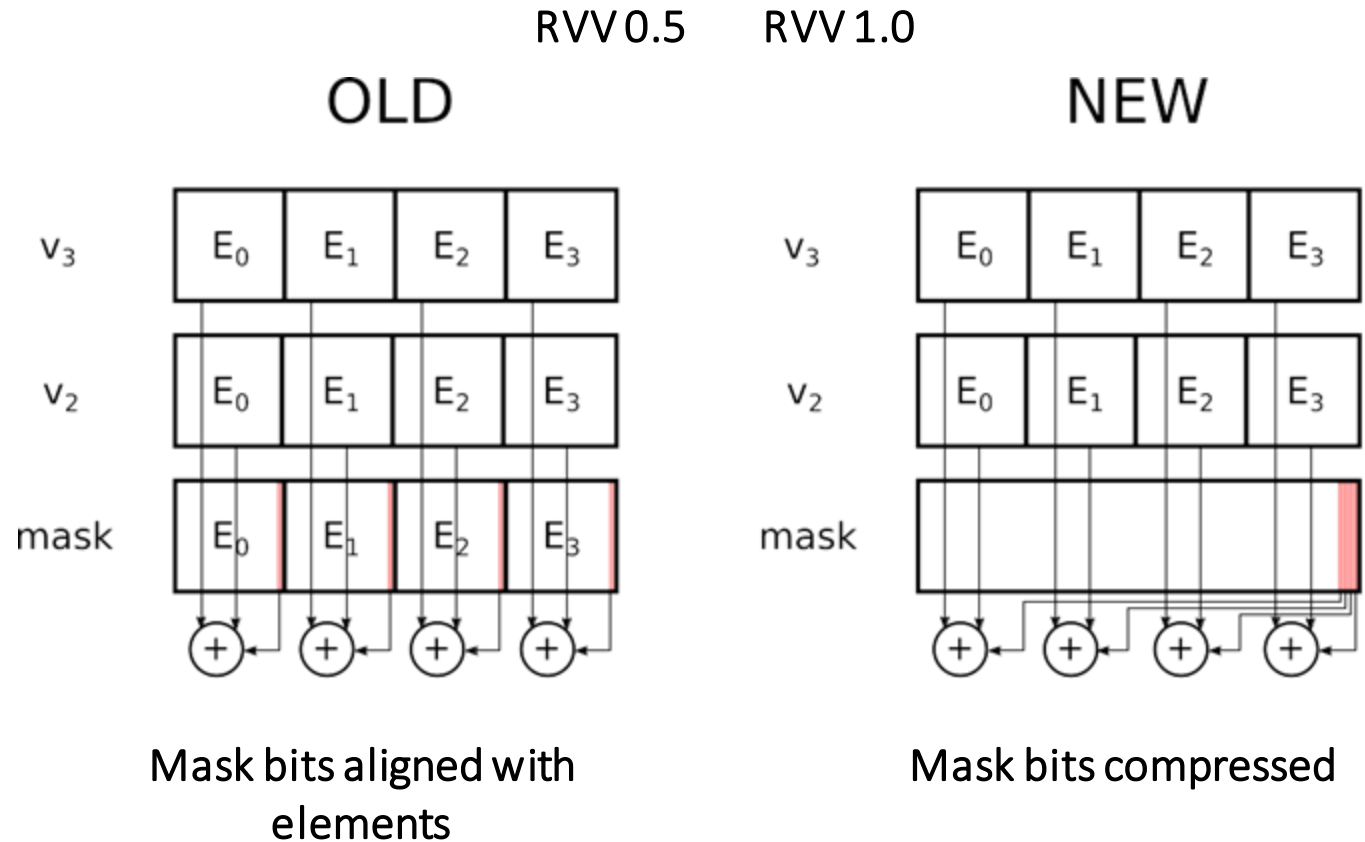 RVV 0.5 RVV 1.0
OLD NEW
v3 E0 E1 E2 E3 v3 E0 E1 E2 E3
v2 E0 E1 E2 E3 v2 E0 E1 E2 E3
mask E0 E1 E2 E3 mask
+ + + + + + + +
Mask bits aligned with
elements
Mask bits compressed